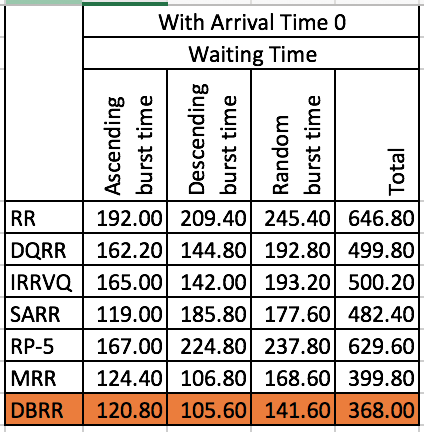 With Arrival Time 0
Waiting Time
Ascending burst time Descending burst time Random burst time Total
RR 192.00 209.40 245.40 646.80
DQRR 162.20 144.80 192.80 499.80
IRRVQ 165.00 142.00 193.20 500.20
SARR 119.00 185.80 177.60 482.40
RP-5 167.00 224.80 237.80 629.60
MRR 124.40 106.80 168.60 399.80
DBRR 120.80 105.60 141.60 368.00